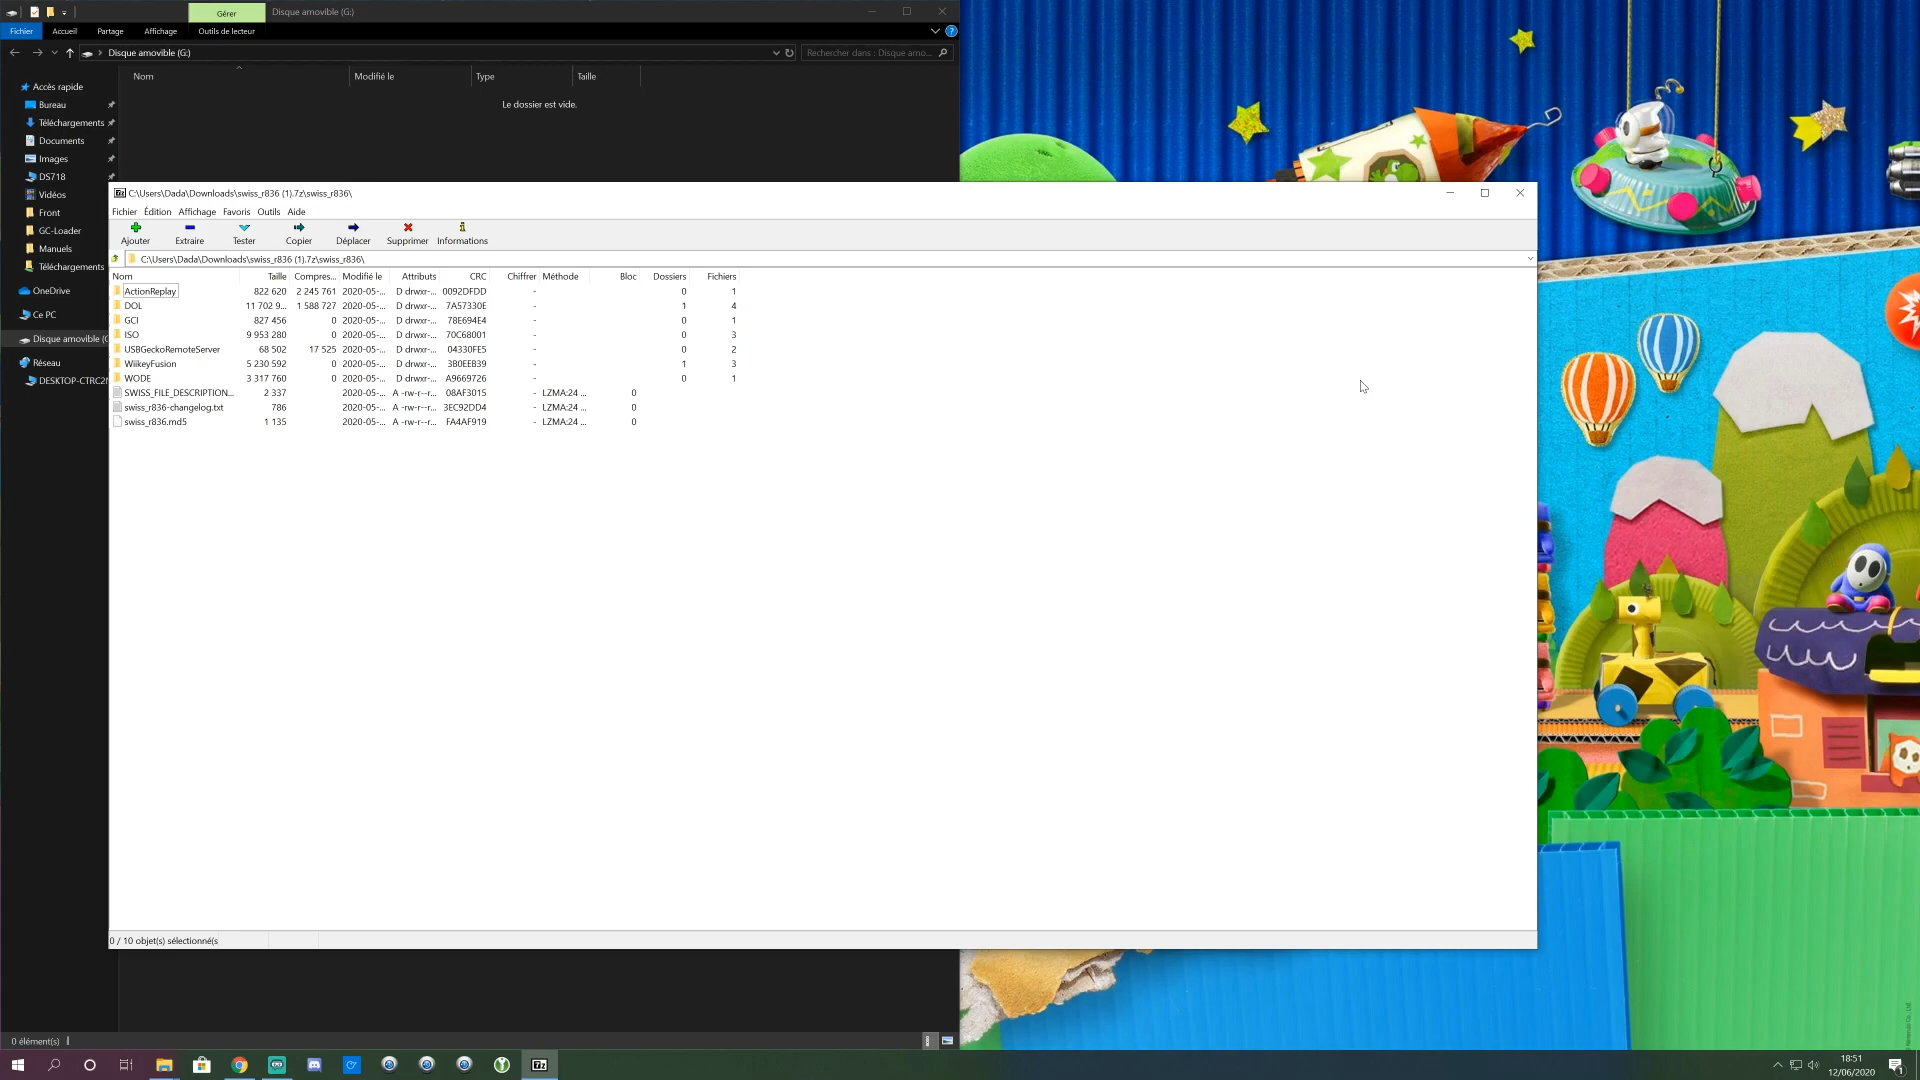 Gérer
Disque amovible (G:)
Fichier
Accueil
Partage
Affichage
Outils de lecteur
Disque amovible (G:)
Rechercher dans : Disque amo...
Nom Modifié le Type Taille
Le dossier est vide.
Accès rapide
Bureau
Téléchargements
Documents
Images
DS718
Vidéos
Front
GC-Loader
Manuels
Téléchargements
OneDrive
Ce PC
Disque amovible (G
Réseau
DESKTOP-CTRC2
C:\Users\Dada\Downloads\swiss_r836 (1).7z\swiss_r836\
Fichier Édition Affichage Favoris Outils Aide
Ajouter Extraire Tester Copier Déplacer Supprimer Informations
C:\Users\Dada\Downloads\swiss_r836 (1).7z\swiss_r836\
Nom Taille Compres... Modifié le Attributs CRC Chiffrer Méthode Bloc Dossiers Fichiers
ActionReplay 822 620 2 245 761 2020-05-... D drwxr-... 0092DFDD - 0 1
DOL 11 702 9... 1 588 727 2020-05-... D drwxr-... 7A57330E - 1 4
GCI 827 456 0 2020-05-... D drwxr-... 78E694E4 - 0 1
ISO 9 953 280 0 2020-05-... D drwxr-... 70C68001 - 0 3
USBGeckoRemoteServer 68 502 17 525 2020-05-... D drwxr-... 04330FE5 - 0 2
WiikeyFusion 5 230 592 0 2020-05-... D drwxr-... 3B0EEB39 - 1 3
WODE 3 317 760 0 2020-05-... D drwxr-... A9669726 - 0 1
SWISS_FILE_DESCRIPTION... 2 337 2020-05-... A -rw-r--r... 08AF3015 - LZMA:24 ... 0
swiss_r836-changelog.txt 786 2020-05-... A -rw-r--r... 3EC92DD4 - LZMA:24 ... 0
swiss_r836.md5 1 135 2020-05-... A -rw-r--r... FA4AF919 - LZMA:24 ... 0
0 / 10 objet(s) sélectionné(s
0 élément(s)
18:51
12/06/2020